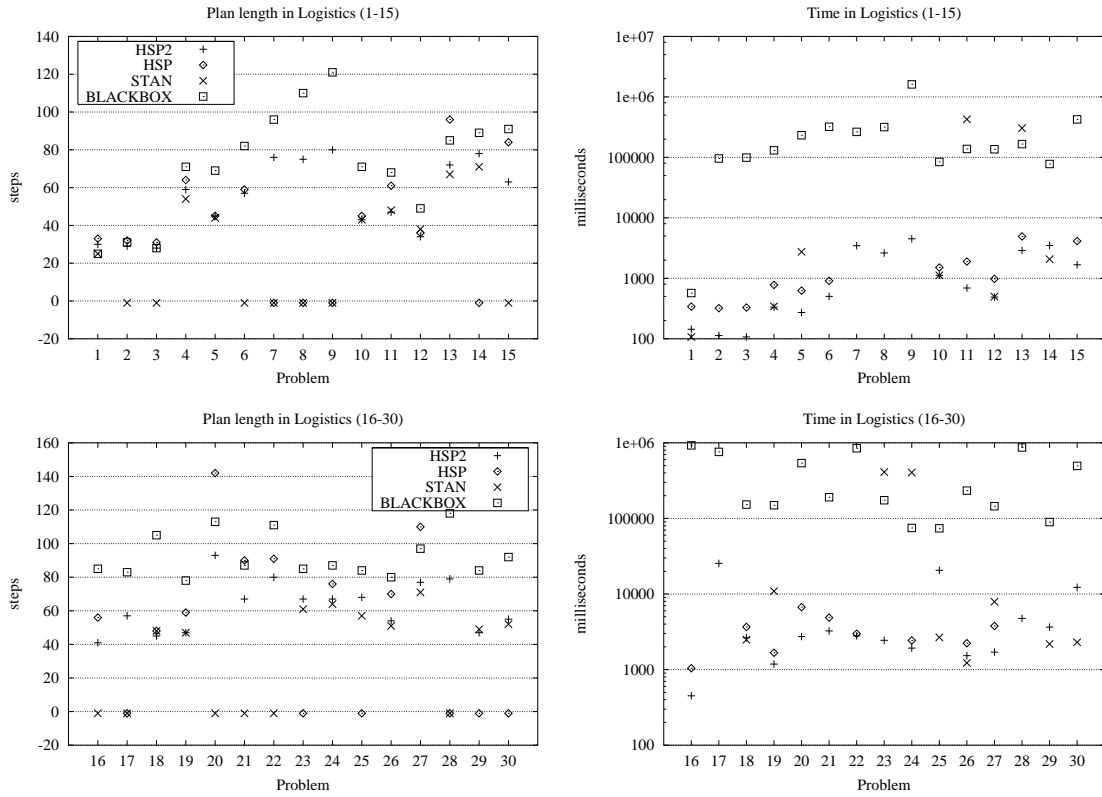 Plan length in Logistics (1-15)
140
120
100
80
60
40
20
0
-20
steps
HSP2
HSP
STAN
BLACKBOX
1 2 3 4 5 6 7 8 9 10 11 12 13 14 15
Problem
Time in Logistics (1-15)
1e+07
1e+06
100000
10000
1000
100
milliseconds
1 2 3 4 5 6 7 8 9 10 11 12 13 14 15
Problem
Plan length in Logistics (16-30)
160
140
120
100
80
60
40
20
0
-20
steps
HSP2
HSP
STAN
BLACKBOX
16 17 18 19 20 21 22 23 24 25 26 27 28 29 30
Problem
Time in Logistics (16-30)
1e+06
100000
10000
1000
100
milliseconds
16 17 18 19 20 21 22 23 24 25 26 27 28 29 30
Problem